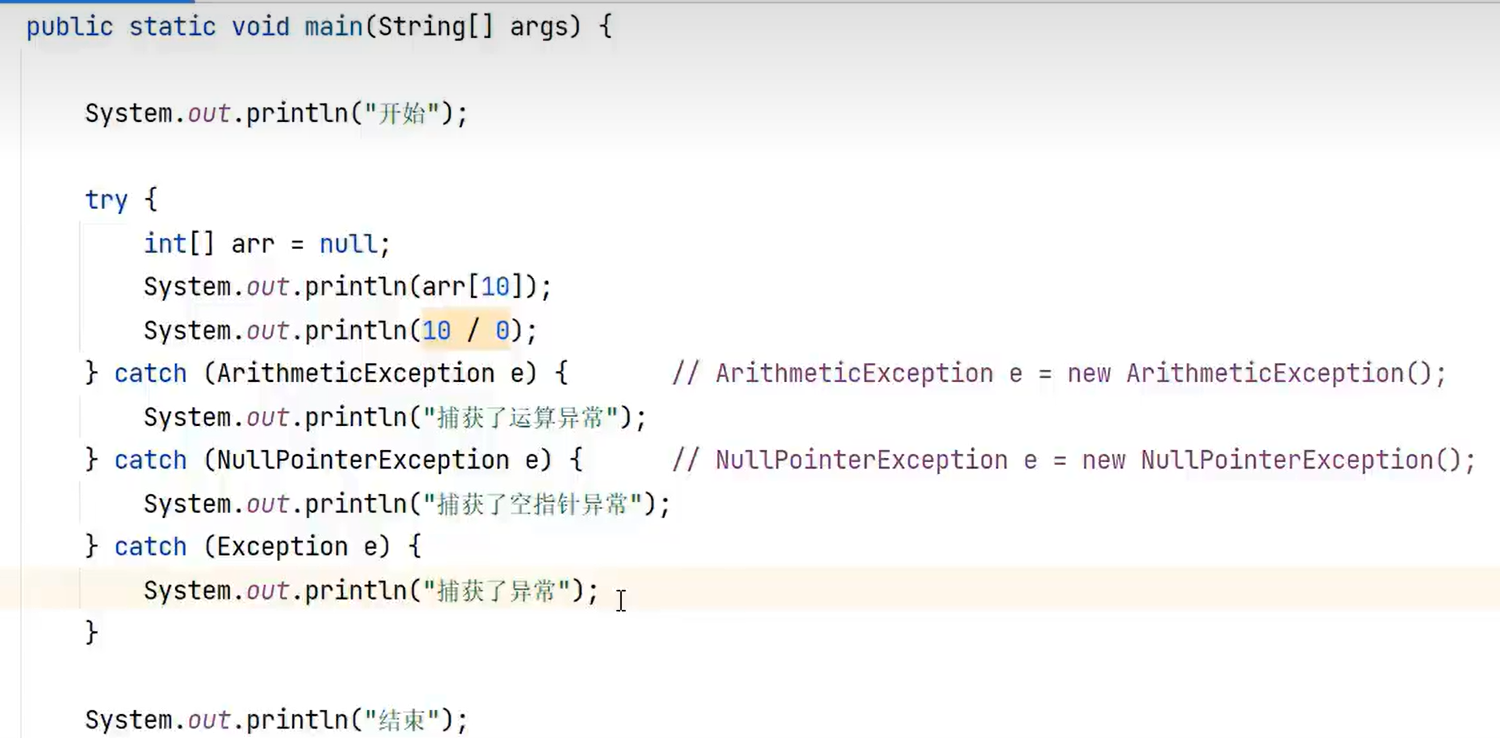 public static void main(String[] args) {
System.out.println("开始");
try {
int[] arr = null;
System.out.println(arr[10]);
System.out.println(10 / 0);
} catch (ArithmeticException e) { // ArithmeticException e = new ArithmeticException();
System.out.println("捕获了运算异常");
} catch (NullPointerException e) { // NullPointerException e = new NullPointerException();
System.out.println("捕获了空指针异常");
} catch (Exception e) {
System.out.println("捕获了异常");
}
System.out.println("结束");